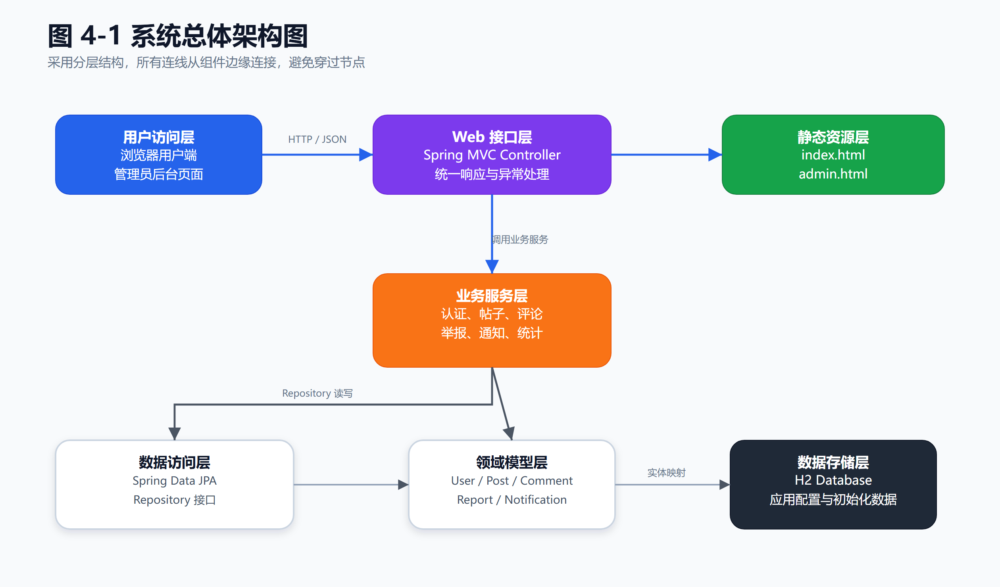 图 4-1 系统总体架构图
采用分层结构，所有连线从组件边缘连接，避免穿过节点
用户访问层
浏览器用户端
管理员后台页面
HTTP / JSON
Web 接口层
Spring MVC Controller
统一响应与异常处理
静态资源层
index.html
admin.html
调用业务服务
业务服务层
认证、帖子、评论
举报、通知、统计
Repository 读写
数据访问层
Spring Data JPA
Repository 接口
领域模型层
User / Post / Comment
Report / Notification
实体映射
数据存储层
H2 Database
应用配置与初始化数据